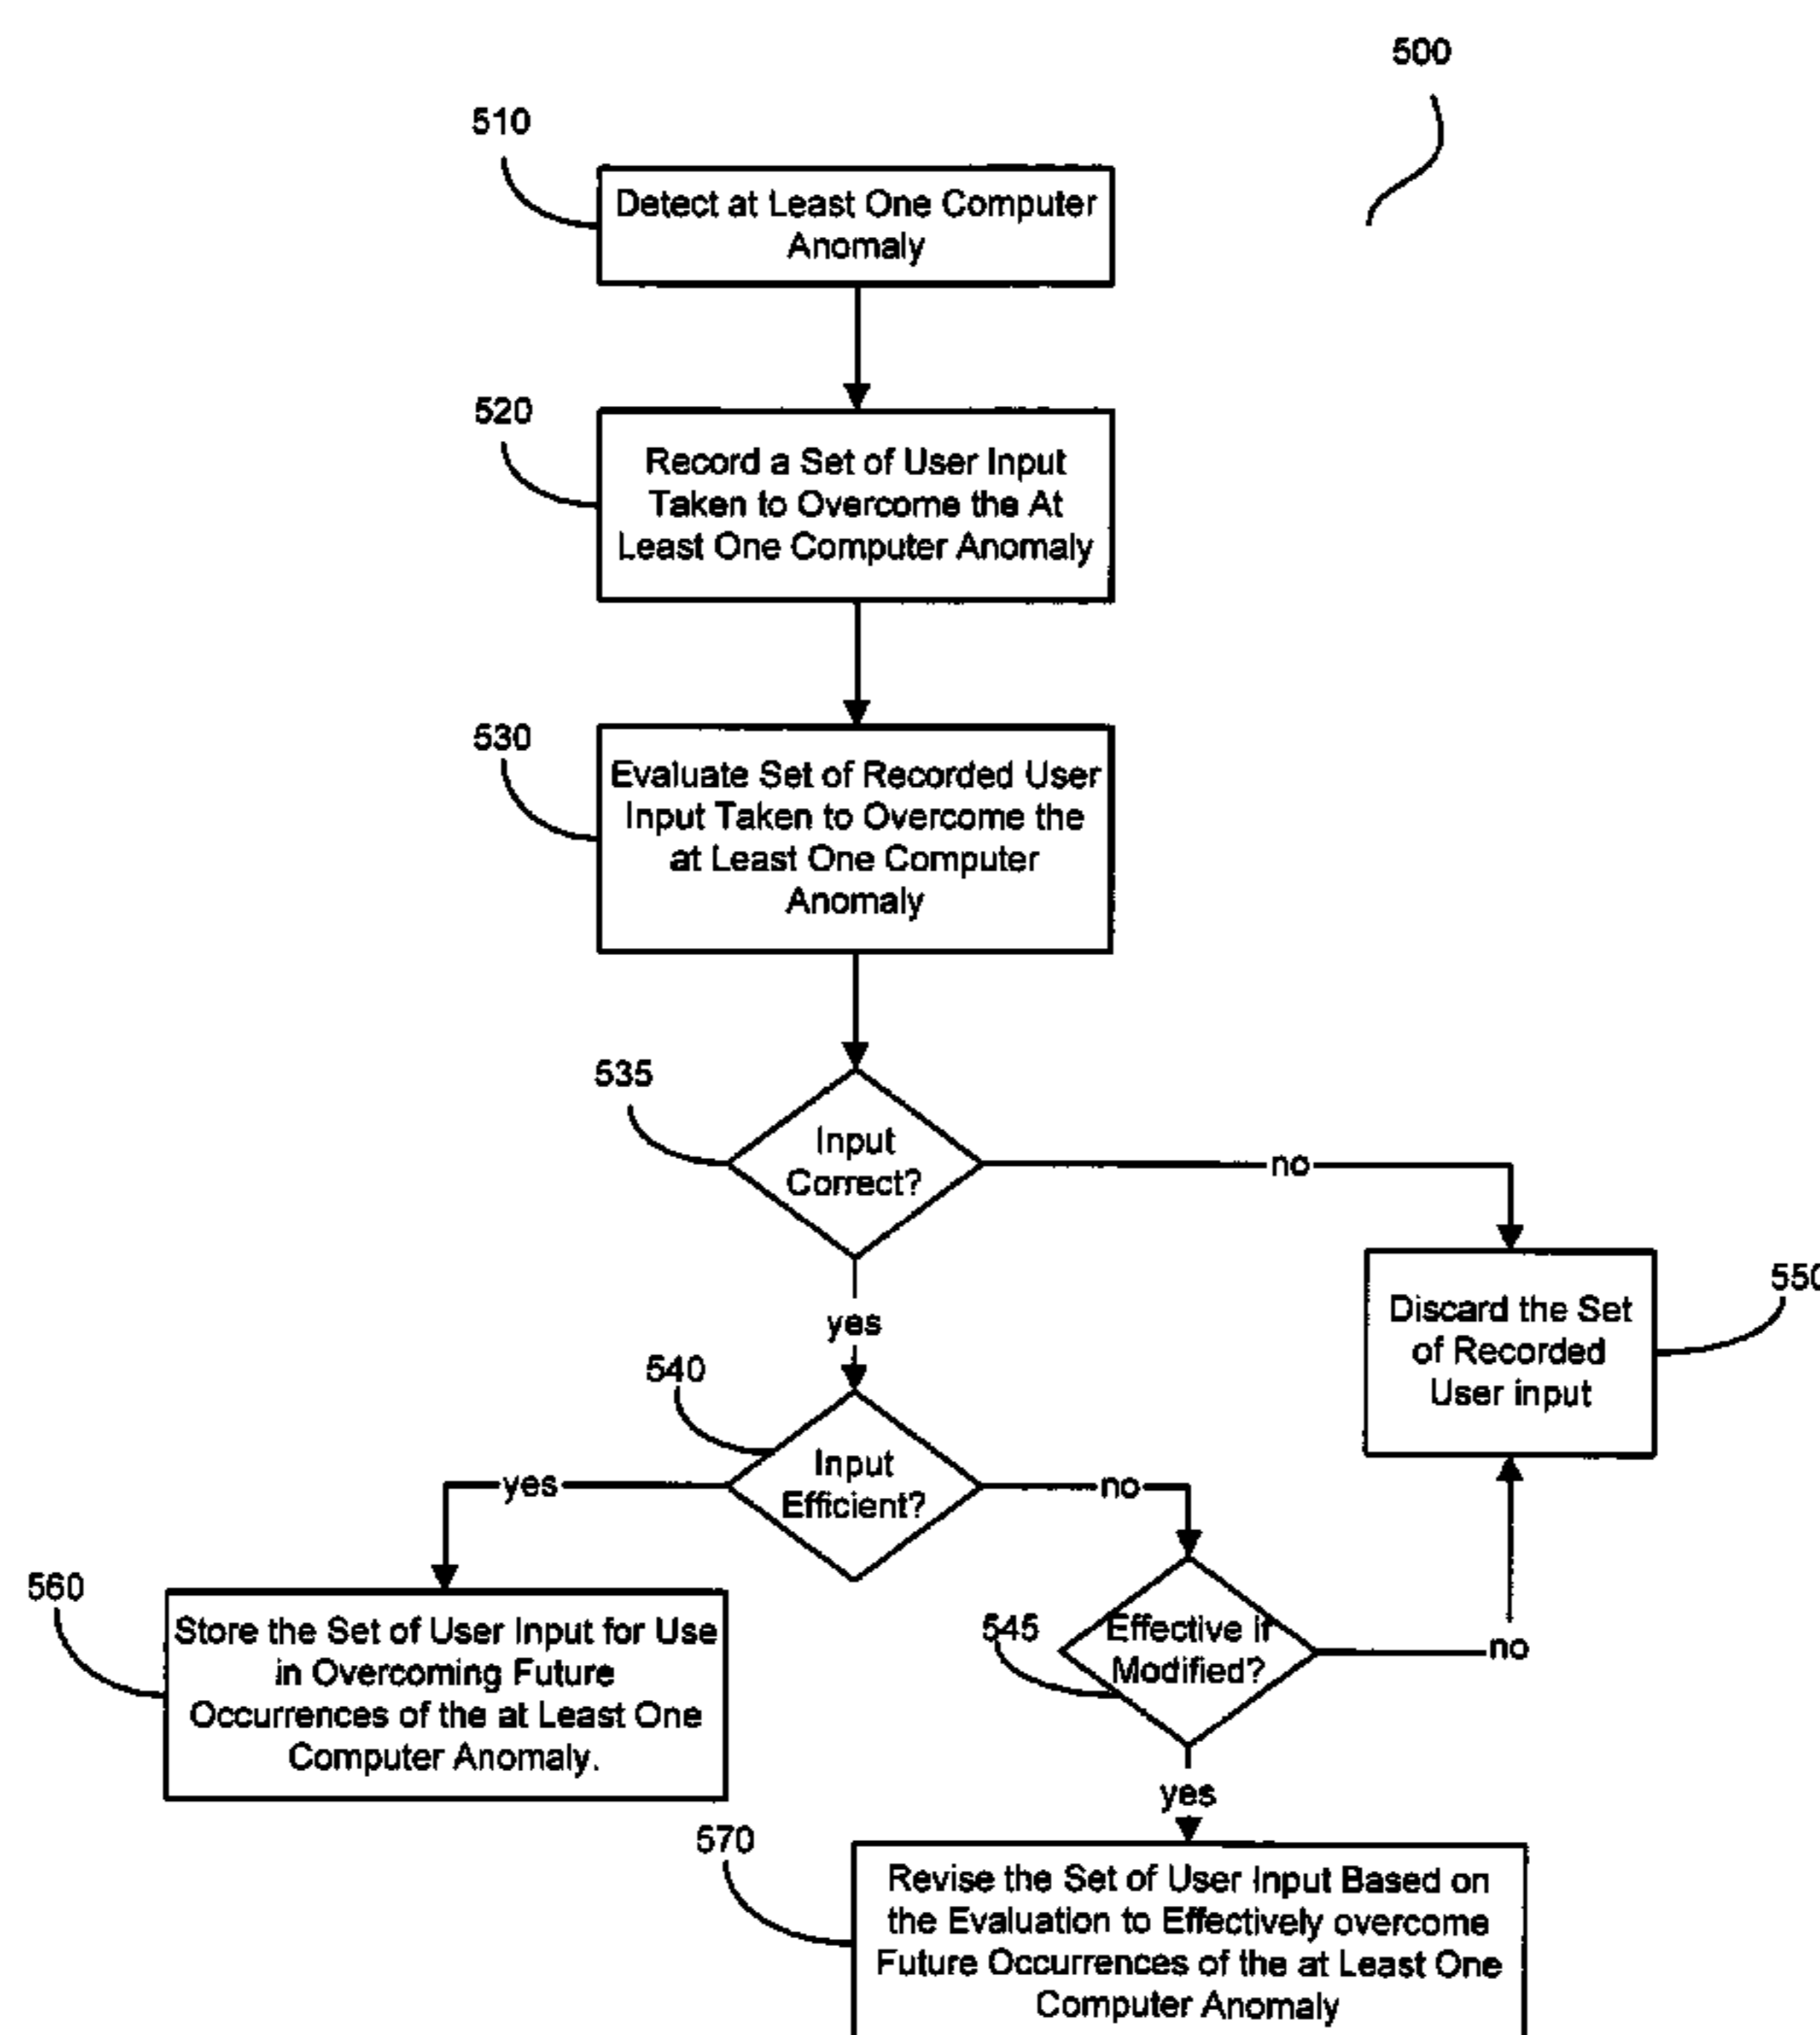 500
510
Detect at Least One Computer
Anomaly
520
Record a Set of User Input
Taken to Overcome the At
Least One Computer Anomaly
530
Evaluate Set of Recorded User
Input Taken to Overcome the
at Least One Computer
Anomaly
535
Input
Correct?
no
yes
550
Discard the Set
of Recorded
User input
540
Input
Efficient?
yes
no
560
Store the Set of User Input for Use
in Overcoming Future
Occurrences of the at Least One
Computer Anomaly.
545
Effective if
Modified?
no
yes
570
Revise the Set of User Input Based on
the Evaluation to Effectively overcome
Future Occurrences of the at Least One
Computer Anomaly